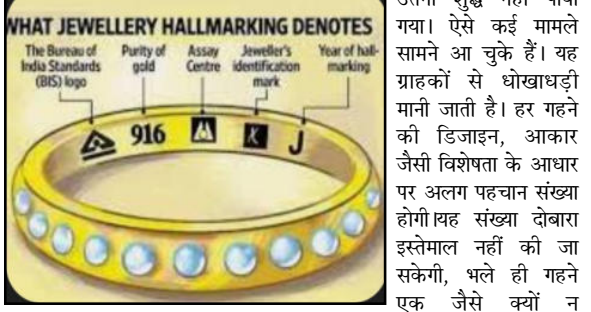 WHAT JEWELLERY HALLMARKING DENOTES
The Bureau of
India Standards
(BIS) logo
Purity of
gold
Assay
Centre
Jeweller's
identification
mark
Year of hall-
marking
916
K
J
गया। ऐसे कई मामले
सामने आ चुके हैं। यह
ग्राहकों से धोखाधड़ी
मानी जाती है। हर गहने
की डिजाइन, आकार
जैसी विशेषता के आधार
पर अलग पहचान संख्या
होगी।यह संख्या दोबारा
इस्तेमाल नहीं की जा
सकेगी, भले ही गहने
एक जैसे क्यों न